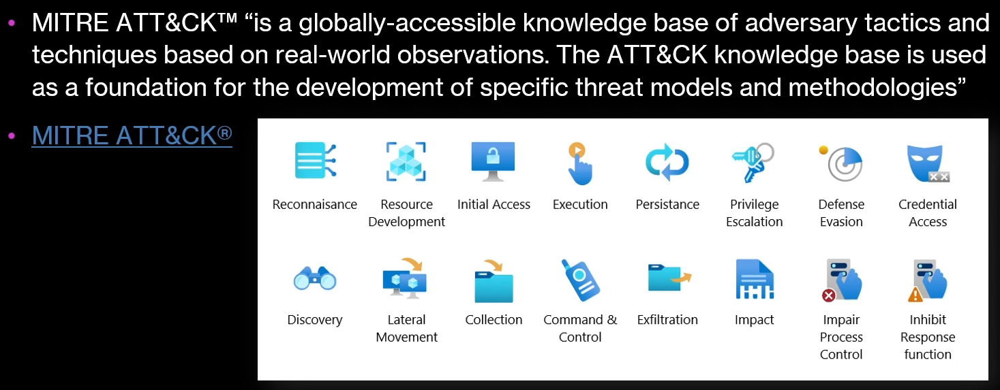 • MITRE ATT&CK™ “is a globally-accessible knowledge base of adversary tactics and
techniques based on real-world observations. The ATT&CK knowledge base is used
as a foundation for the development of specific threat models and methodologies”
• MITRE ATT&CK®
Reconnaisance
Resource
Development
Initial Access
Execution
Persistance
Privilege
Escalation
Defense
Evasion
Credential
Access
Discovery
Lateral
Movement
Collection
Command &
Control
Exfiltration
Impact
Impair
Process
Control
Inhibit
Response
function